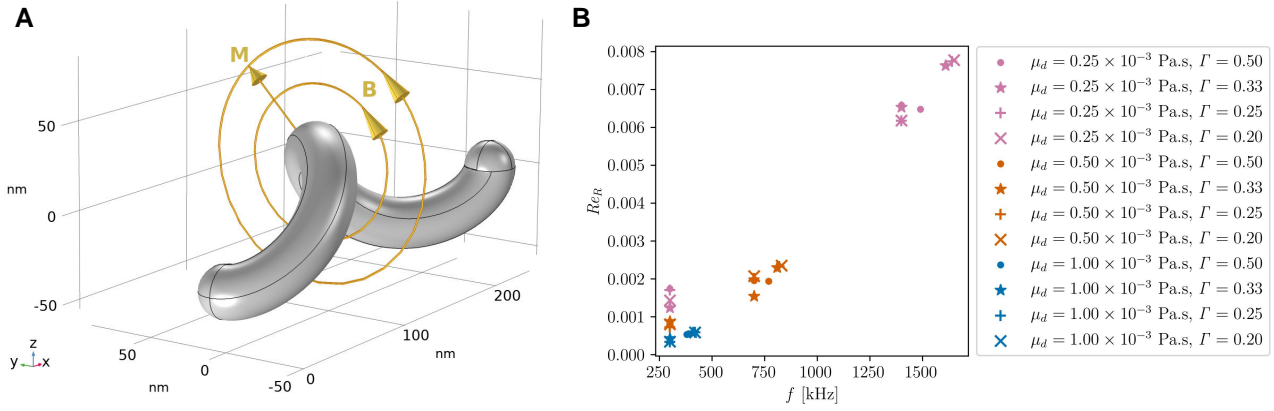 A
M
B
50
nm
0
-50
50
nm
0
-50
0
100
nm
200
z
y
x
B
0.008
0.007
0.006
0.005
0.004
0.003
0.002
0.001
0.000
Re_R
250 500 750 1000 1250 1500
f [kHz]
μ_d = 0.25 × 10⁻³ Pa.s, Γ = 0.50
μ_d = 0.25 × 10⁻³ Pa.s, Γ = 0.33
μ_d = 0.25 × 10⁻³ Pa.s, Γ = 0.25
μ_d = 0.25 × 10⁻³ Pa.s, Γ = 0.20
μ_d = 0.50 × 10⁻³ Pa.s, Γ = 0.50
μ_d = 0.50 × 10⁻³ Pa.s, Γ = 0.33
μ_d = 0.50 × 10⁻³ Pa.s, Γ = 0.25
μ_d = 0.50 × 10⁻³ Pa.s, Γ = 0.20
μ_d = 1.00 × 10⁻³ Pa.s, Γ = 0.50
μ_d = 1.00 × 10⁻³ Pa.s, Γ = 0.33
μ_d = 1.00 × 10⁻³ Pa.s, Γ = 0.25
μ_d = 1.00 × 10⁻³ Pa.s, Γ = 0.20